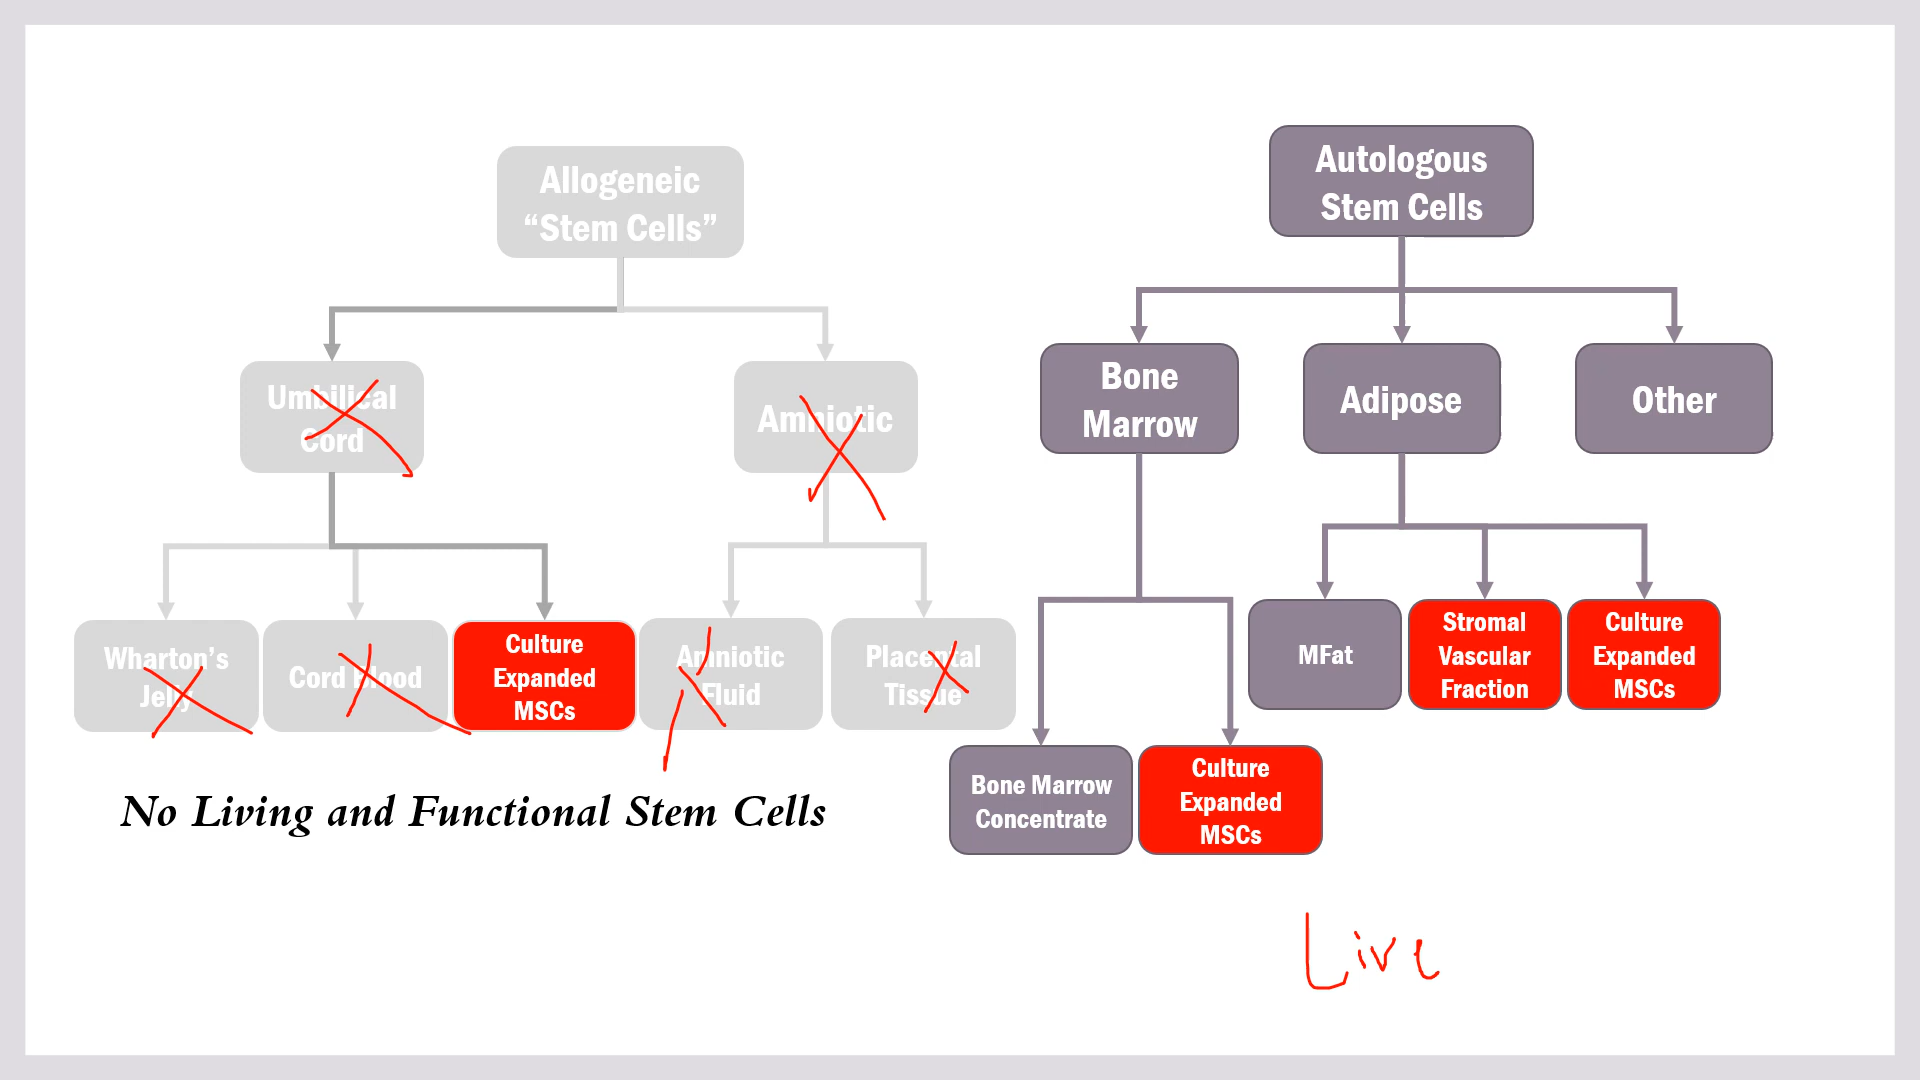 Allogeneic
“Stem Cells”
Umbilical
Cord
Amniotic
Wharton’s
Jelly
Cord Blood
Culture
Expanded
MSCs
Amniotic
Fluid
Placental
Tissue
No Living and Functional Stem Cells
Autologous
Stem Cells
Bone
Marrow
Adipose
Other
MFat
Stromal
Vascular
Fraction
Culture
Expanded
MSCs
Bone Marrow
Concentrate
Culture
Expanded
MSCs
Live